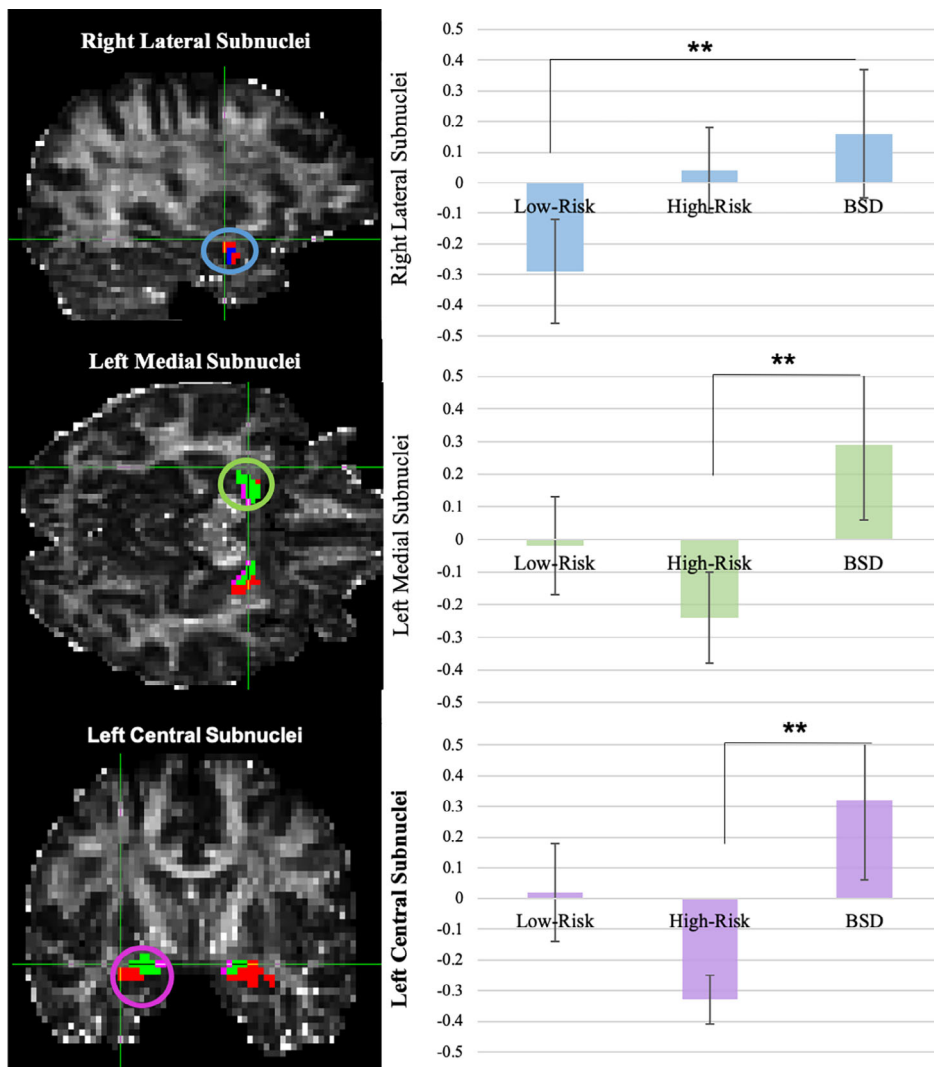 Right Lateral Subnuclei
Right Lateral Subnuclei
0.5
0.4
0.3
0.2
0.1
0
-0.1
-0.2
-0.3
-0.4
-0.5
**
Low-Risk
High-Risk
BSD
Left Medial Subnuclei
Left Medial Subnuclei
0.5
0.4
0.3
0.2
0.1
0
-0.1
-0.2
-0.3
-0.4
-0.5
**
Low-Risk
High-Risk
BSD
Left Central Subnuclei
Left Central Subnuclei
0.5
0.4
0.3
0.2
0.1
0
-0.1
-0.2
-0.3
-0.4
-0.5
**
Low-Risk
High-Risk
BSD